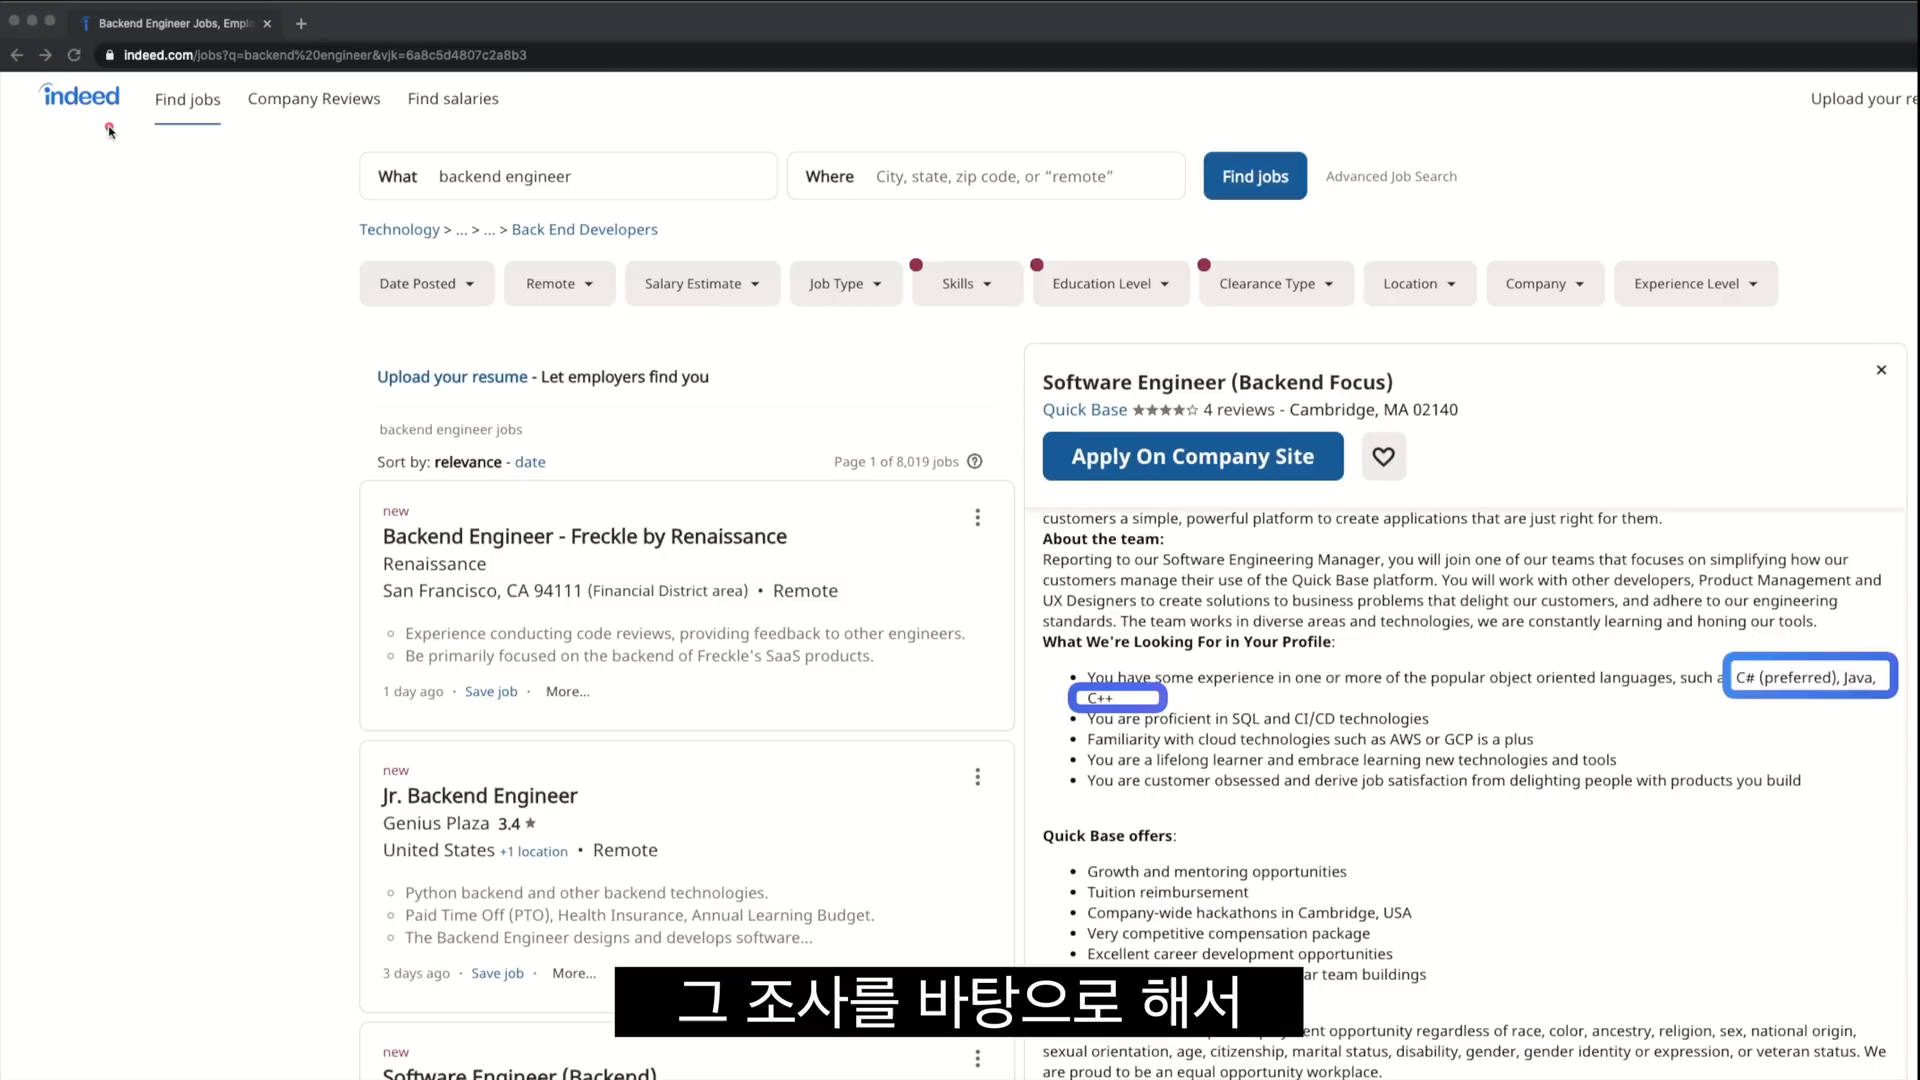 Backend Engineer Jobs, Empl
indeed.com/jobs?q=backend%20engineer&vjk=6a8c5d4807c2a8b3
indeed
Find jobs
Company Reviews
Find salaries
Upload your re
What backend engineer
Where City, state, zip code, or “remote”
Find jobs
Advanced Job Search
Technology > ... > ... > Back End Developers
Date Posted
Remote
Salary Estimate
Job Type
Skills
Education Level
Clearance Type
Location
Company
Experience Level
Upload your resume - Let employers find you
backend engineer jobs
Sort by: relevance - date
Page 1 of 8,019 jobs
new
Backend Engineer - Freckle by Renaissance
Renaissance
San Francisco, CA 94111 (Financial District area) • Remote
Experience conducting code reviews, providing feedback to other engineers.
Be primarily focused on the backend of Freckle's SaaS products.
1 day ago · Save job · More...
new
Jr. Backend Engineer
Genius Plaza 3.4 ★
United States +1 location • Remote
Python backend and other backend technologies.
Paid Time Off (PTO), Health Insurance, Annual Learning Budget.
The Backend Engineer designs and develops software...
3 days ago · Save job · More...
new
Software Engineer (Backend)
Software Engineer (Backend Focus)
Quick Base ★★★★☆ 4 reviews - Cambridge, MA 02140
Apply On Company Site
customers a simple, powerful platform to create applications that are just right for them.
About the team:
Reporting to our Software Engineering Manager, you will join one of our teams that focuses on simplifying how our
customers manage their use of the Quick Base platform. You will work with other developers, Product Management and
UX Designers to create solutions to business problems that delight our customers, and adhere to our engineering
standards. The team works in diverse areas and technologies, we are constantly learning and honing our tools.
What We're Looking For in Your Profile:
• You have some experience in one or more of the popular object oriented languages, such a C# (preferred), Java,
C++
• You are proficient in SQL and CI/CD technologies
• Familiarity with cloud technologies such as AWS or GCP is a plus
• You are a lifelong learner and embrace learning new technologies and tools
• You are customer obsessed and derive job satisfaction from delighting people with products you build
Quick Base offers:
• Growth and mentoring opportunities
• Tuition reimbursement
• Company-wide hackathons in Cambridge, USA
• Very competitive compensation package
• Excellent career development opportunities
ar team buildings
ent opportunity regardless of race, color, ancestry, religion, sex, national origin,
sexual orientation, age, citizenship, marital status, disability, gender, gender identity or expression, or veteran status. We
are proud to be an equal opportunity workplace.
그 조사를 바탕으로 해서